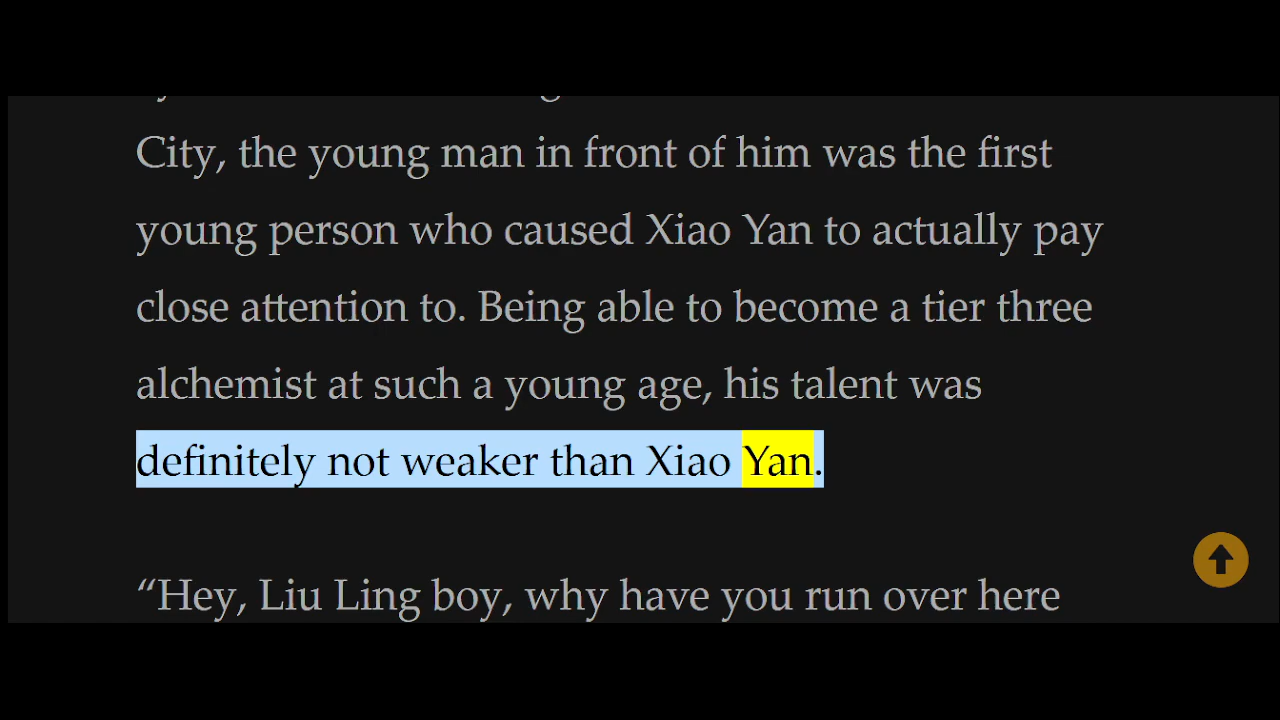 City, the young man in front of him was the first
young person who caused Xiao Yan to actually pay
close attention to. Being able to become a tier three
alchemist at such a young age, his talent was
definitely not weaker than Xiao Yan.
“Hey, Liu Ling boy, why have you run over here